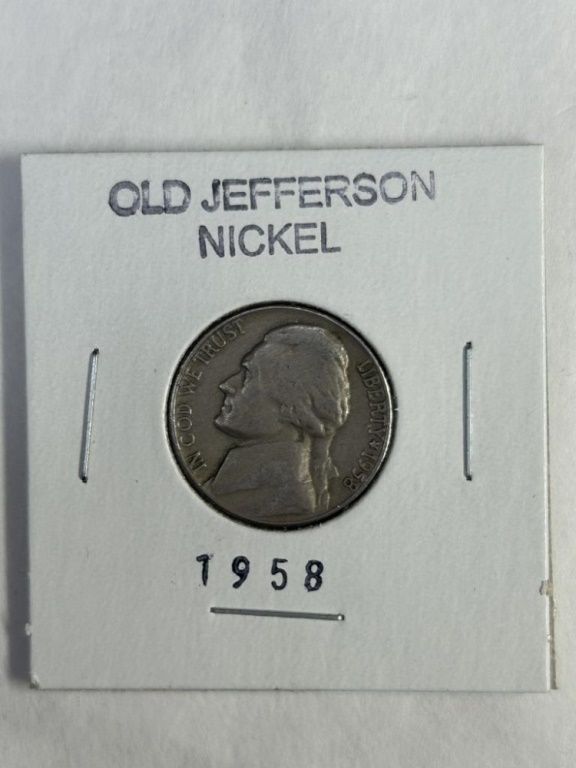 OLD JEFFERSON
NICKEL
IN GOD WE TRUST
LIBERTY ★ 1958
1958